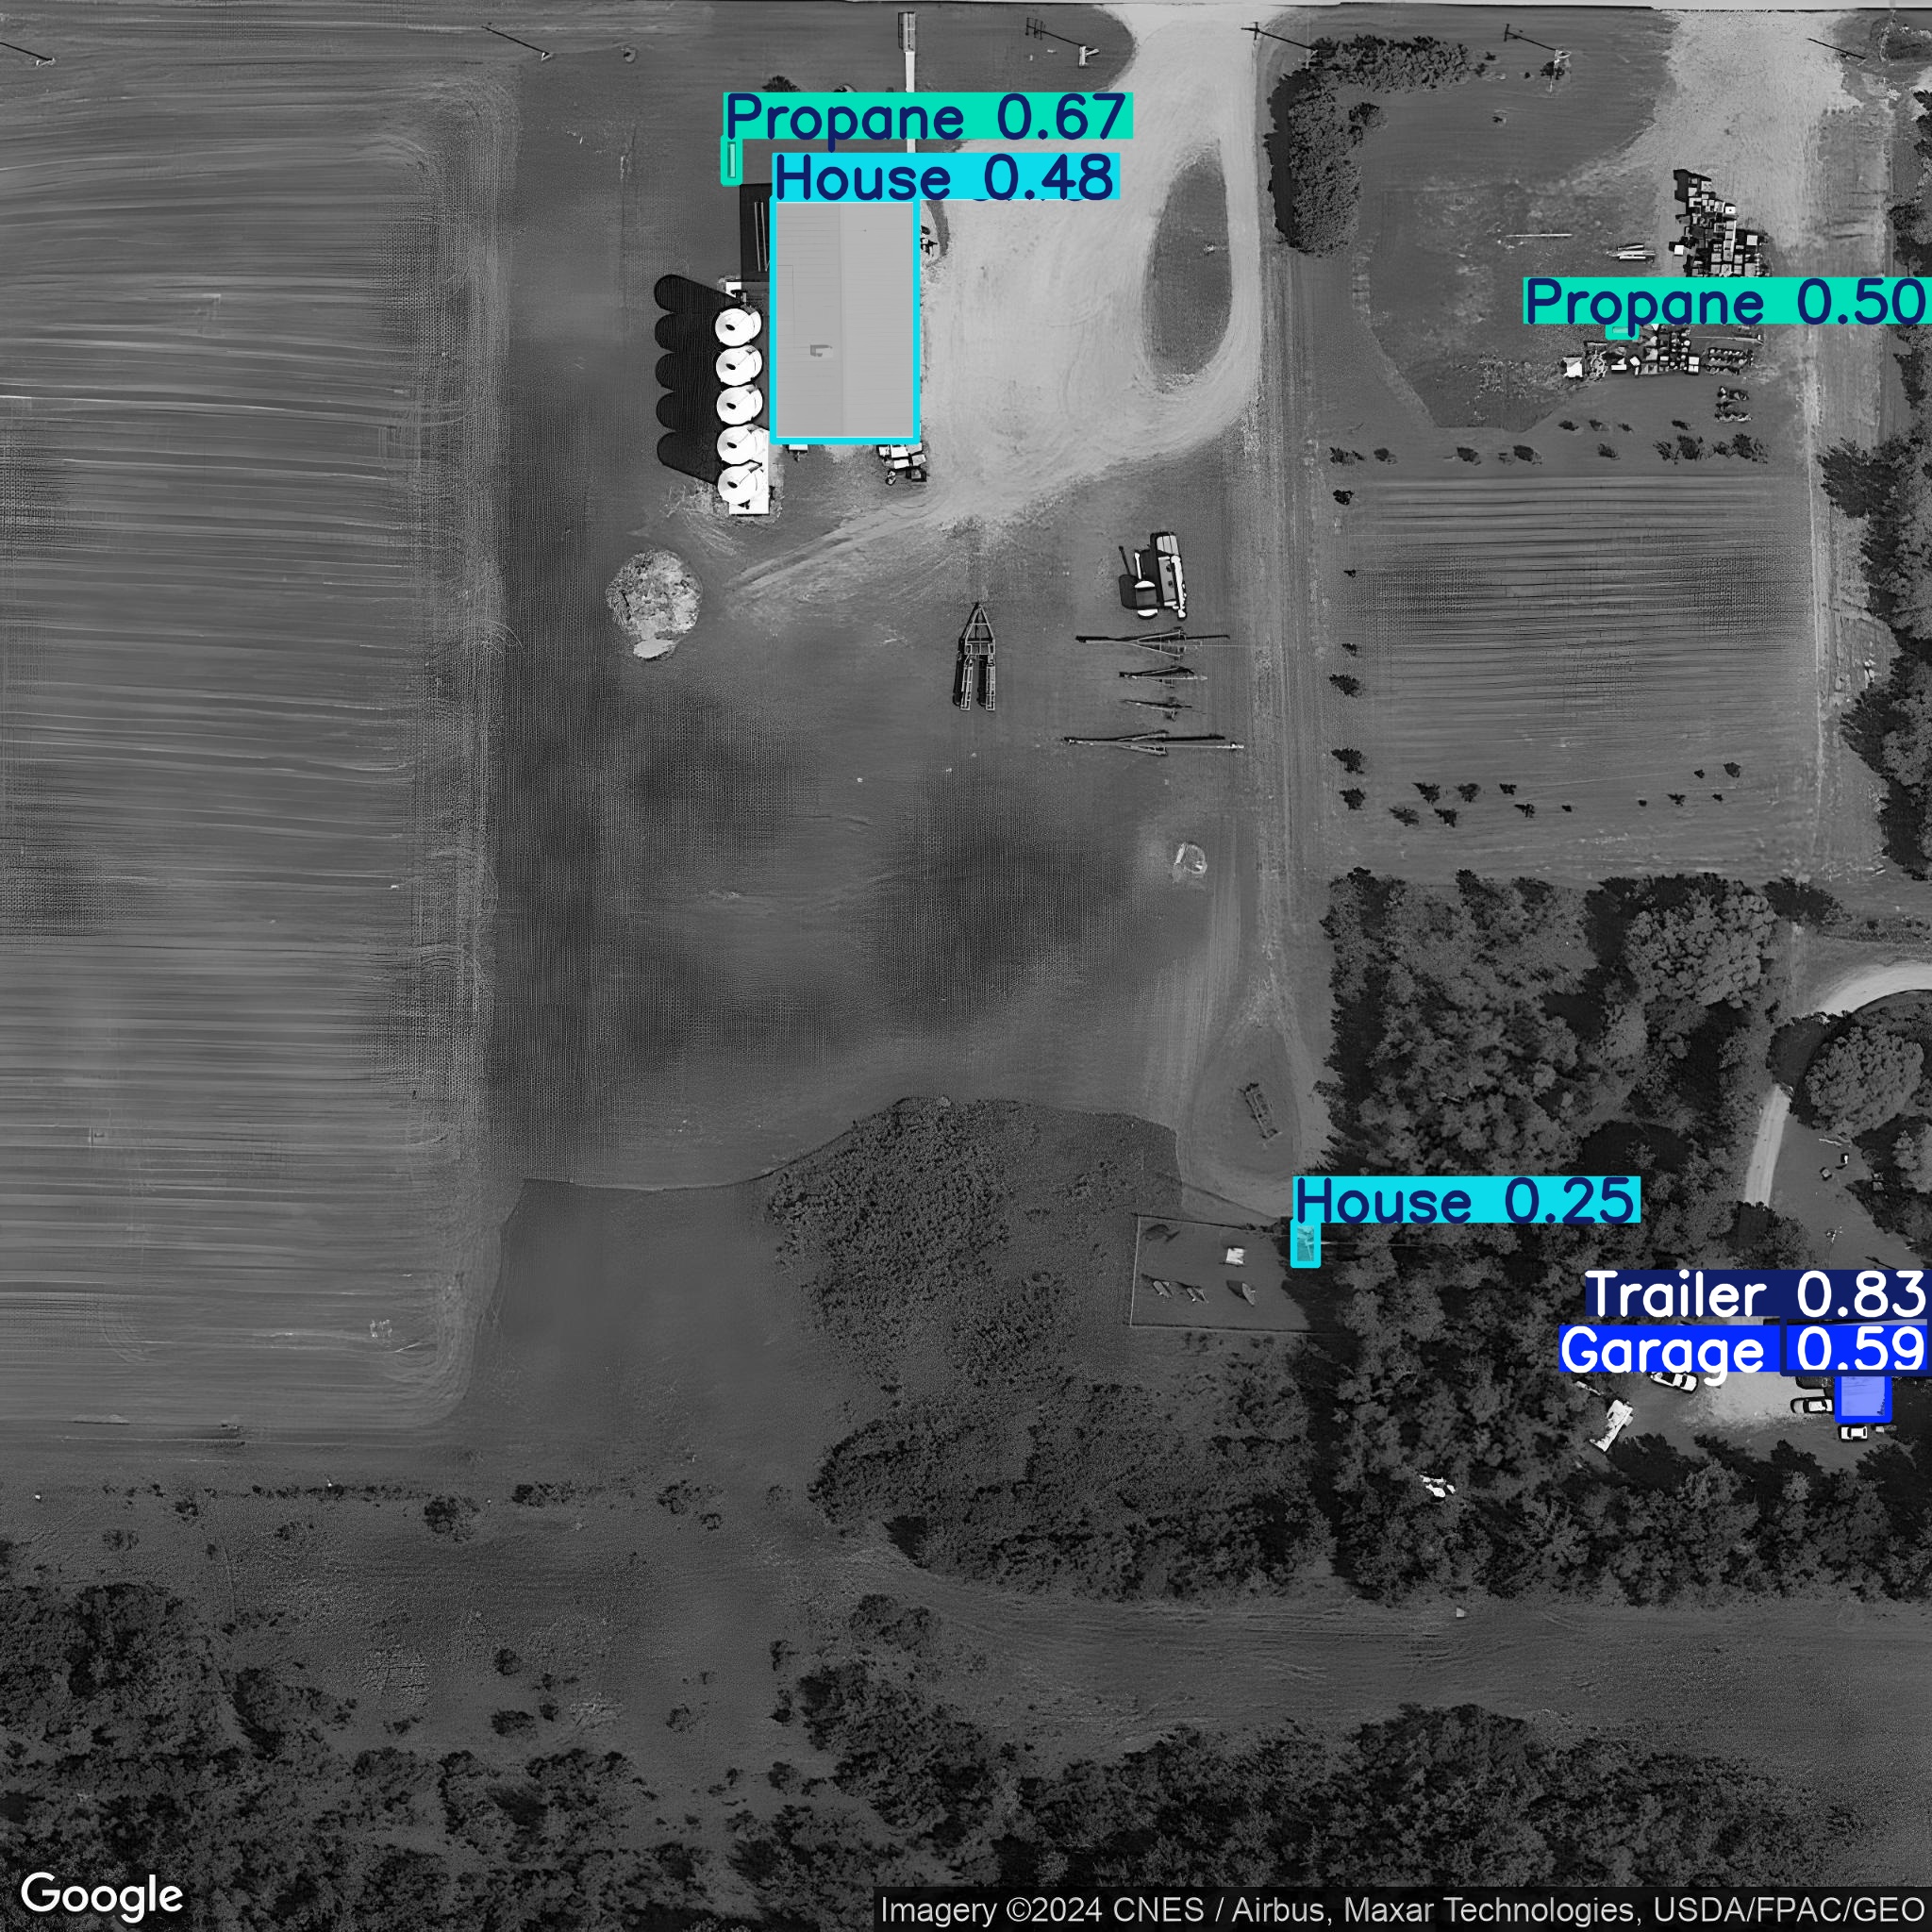 Propane 0.67
House 0.48
Propane 0.50
House 0.25
Trailer 0.83
Garage 0.59
Google
Imagery ©2024 CNES / Airbus, Maxar Technologies, USDA/FPAC/GEO